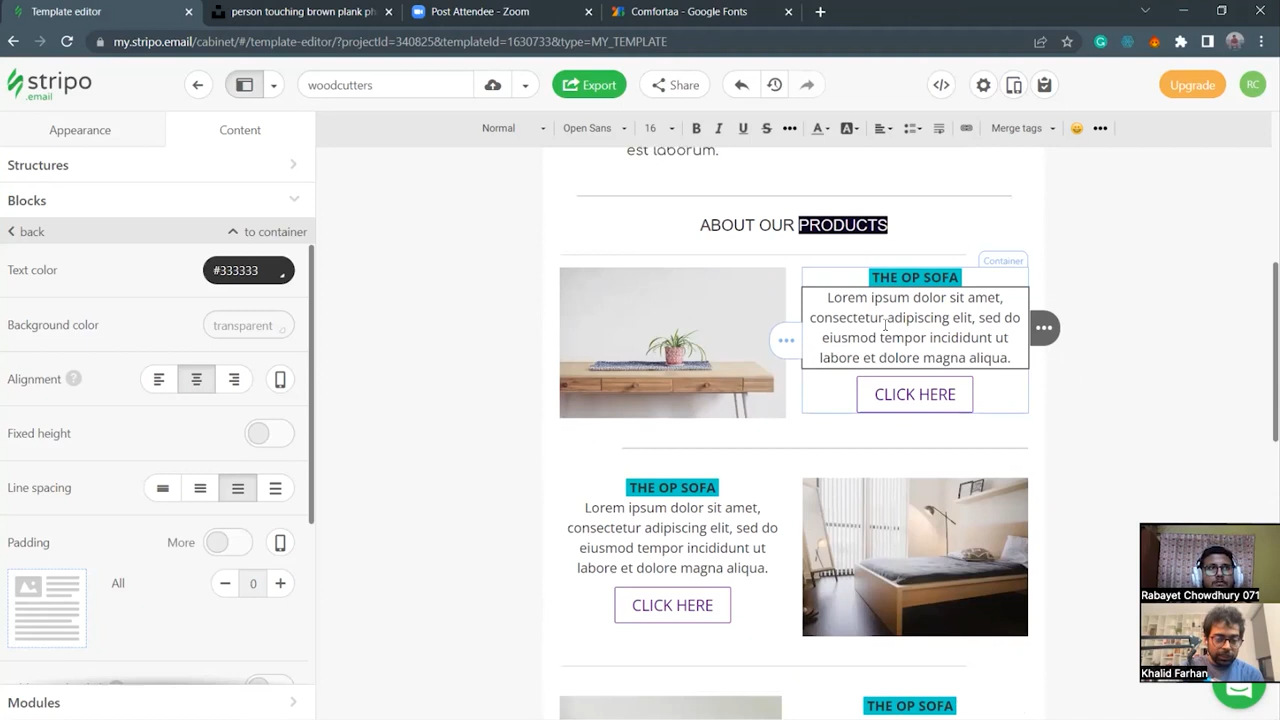 Template editor
person touching brown plank ph
Post Attendee - Zoom
Comfortaa - Google Fonts
my.stripo.email/cabinet/#/template-editor/?projectId=340825&templateId=1630733&type=MY_TEMPLATE
stripo
.email
woodcutters
Export
Share
Upgrade
RC
Appearance
Content
Normal
Open Sans
16
B
I
U
S
A
A
Merge tags
Structures
Blocks
back
to container
Text color
#333333
Background color
transparent
Alignment
?
Fixed height
Line spacing
Padding
More
All
0
Modules
est laborum.
ABOUT OUR PRODUCTS
Container
THE OP SOFA
Lorem ipsum dolor sit amet,
consectetur adipiscing elit, sed do
eiusmod tempor incididunt ut
labore et dolore magna aliqua.
CLICK HERE
THE OP SOFA
Lorem ipsum dolor sit amet,
consectetur adipiscing elit, sed do
eiusmod tempor incididunt ut
labore et dolore magna aliqua.
CLICK HERE
THE OP SOFA
Rabayet Chowdhury 071
Khalid Farhan